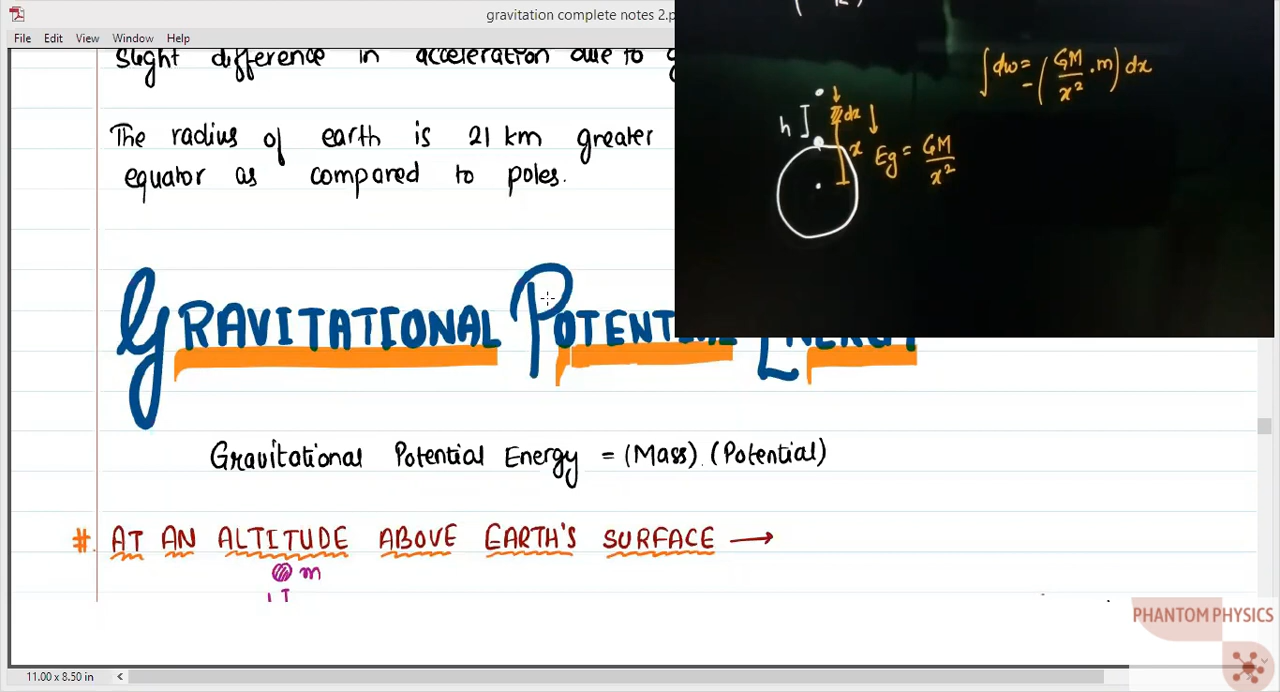 gravitation complete notes 2.p
File Edit View Window Help
slight difference in acceleration due to g
The radius of earth is 21 km greater
equator as compared to poles.
h
dx
x
Eg = GM/x²
∫dw = -(GM/x² . m) dx
GRAVITATIONAL POTENTIAL ENERGY
Gravitational Potential Energy = (Mass) . (Potential)
#. AT AN ALTITUDE ABOVE EARTH'S SURFACE →
m
PHANTOM PHYSICS
11.00 x 8.50 in